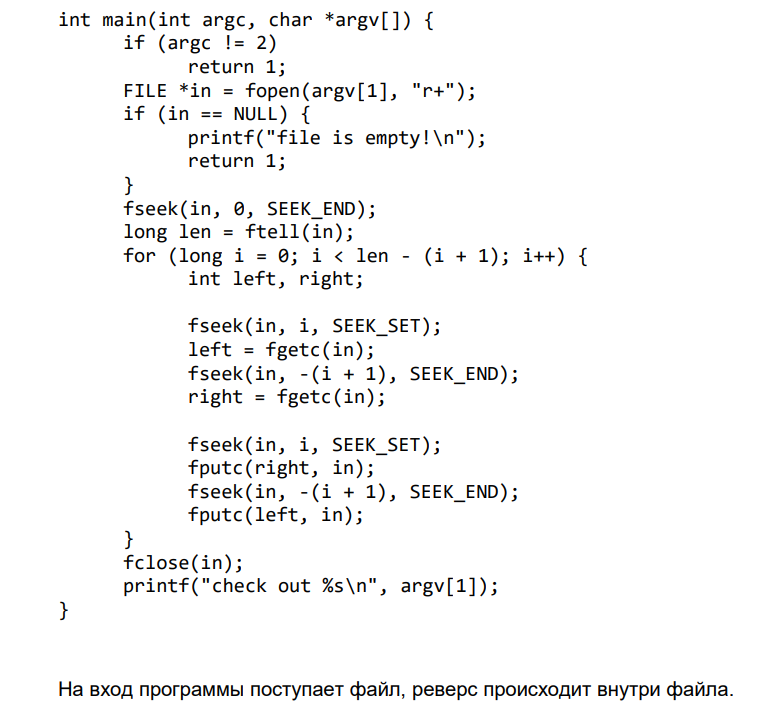 int main(int argc, char *argv[]) {
if (argc != 2)
return 1;
FILE *in = fopen(argv[1], "r+");
if (in == NULL) {
printf("file is empty!\n");
return 1;
}
fseek(in, 0, SEEK_END);
long len = ftell(in);
for (long i = 0; i < len - (i + 1); i++) {
int left, right;
fseek(in, i, SEEK_SET);
left = fgetc(in);
fseek(in, -(i + 1), SEEK_END);
right = fgetc(in);
fseek(in, i, SEEK_SET);
fputc(right, in);
fseek(in, -(i + 1), SEEK_END);
fputc(left, in);
}
fclose(in);
printf("check out %s\n", argv[1]);
}
На вход программы поступает файл, реверс происходит внутри файла.